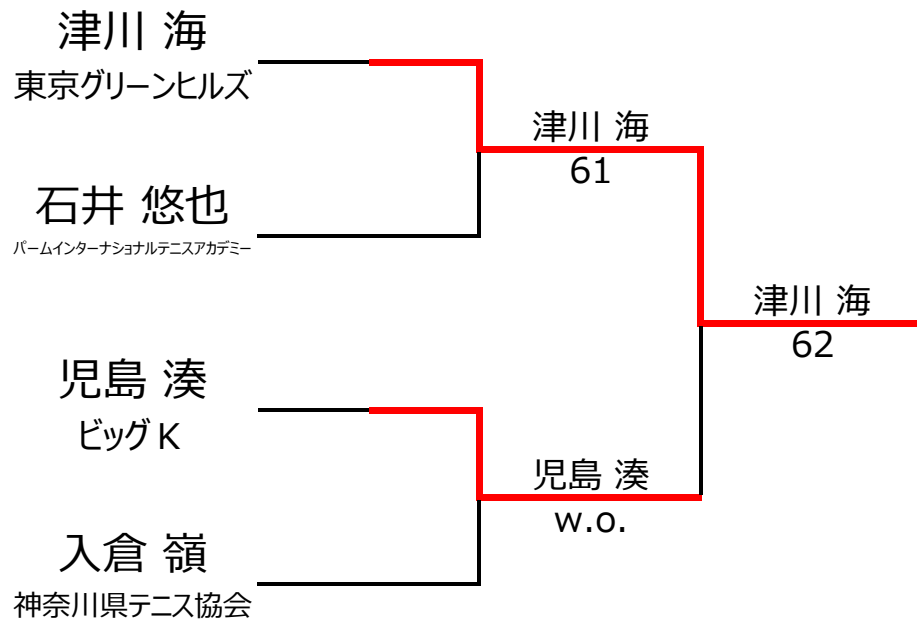 津川 海
東京グリーンヒルズ
石井 悠也
パームインターナショナルテニスアカデミー
児島 湊
ビッグK
入倉 嶺
神奈川県テニス協会
津川 海
61
児島 湊
w.o.
津川 海
62